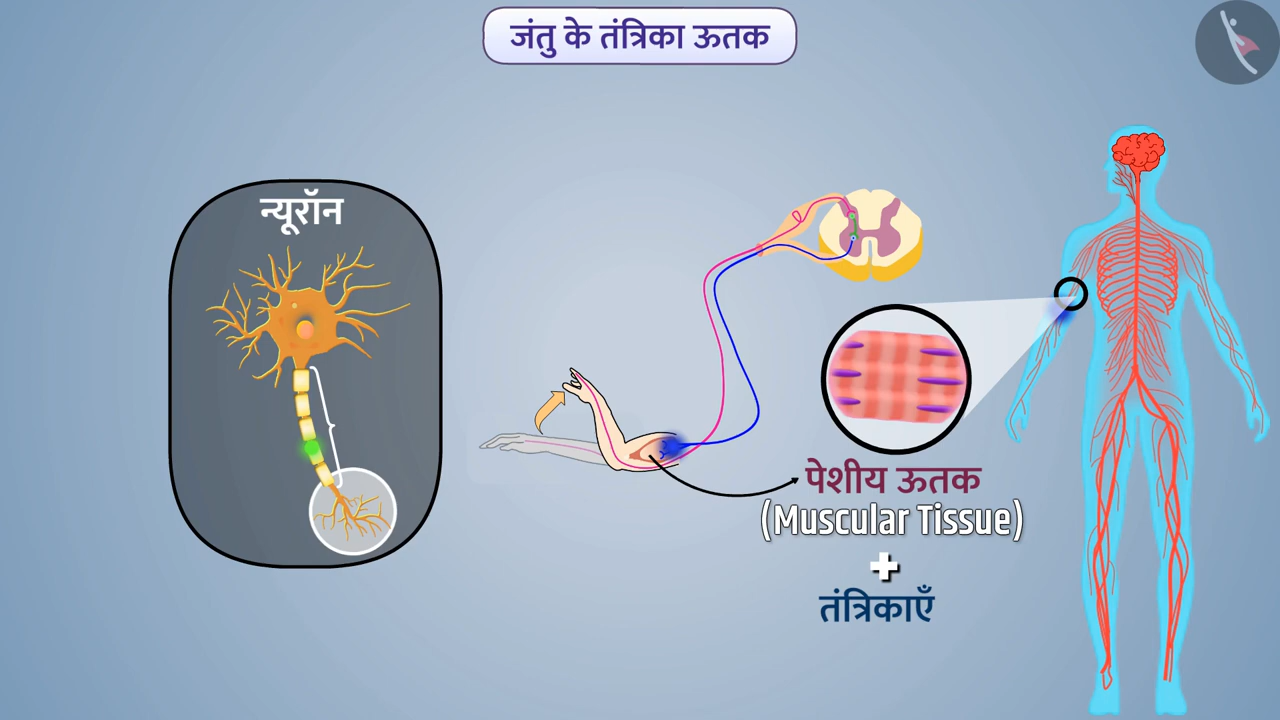 जंतु के तंत्रिका ऊतक
न्यूरॉन
पेशीय ऊतक
(Muscular Tissue)
+
तंत्रिकाएँ